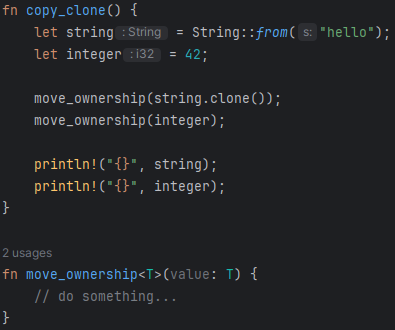 fn copy_clone() {
    let string : String = String::from( s: "hello");
    let integer : i32 = 42;
    move_ownership(string.clone());
    move_ownership(integer);
    println!("{}", string);
    println!("{}", integer);
}
2 usages
fn move_ownership<T>(value: T) {
    // do something...
}